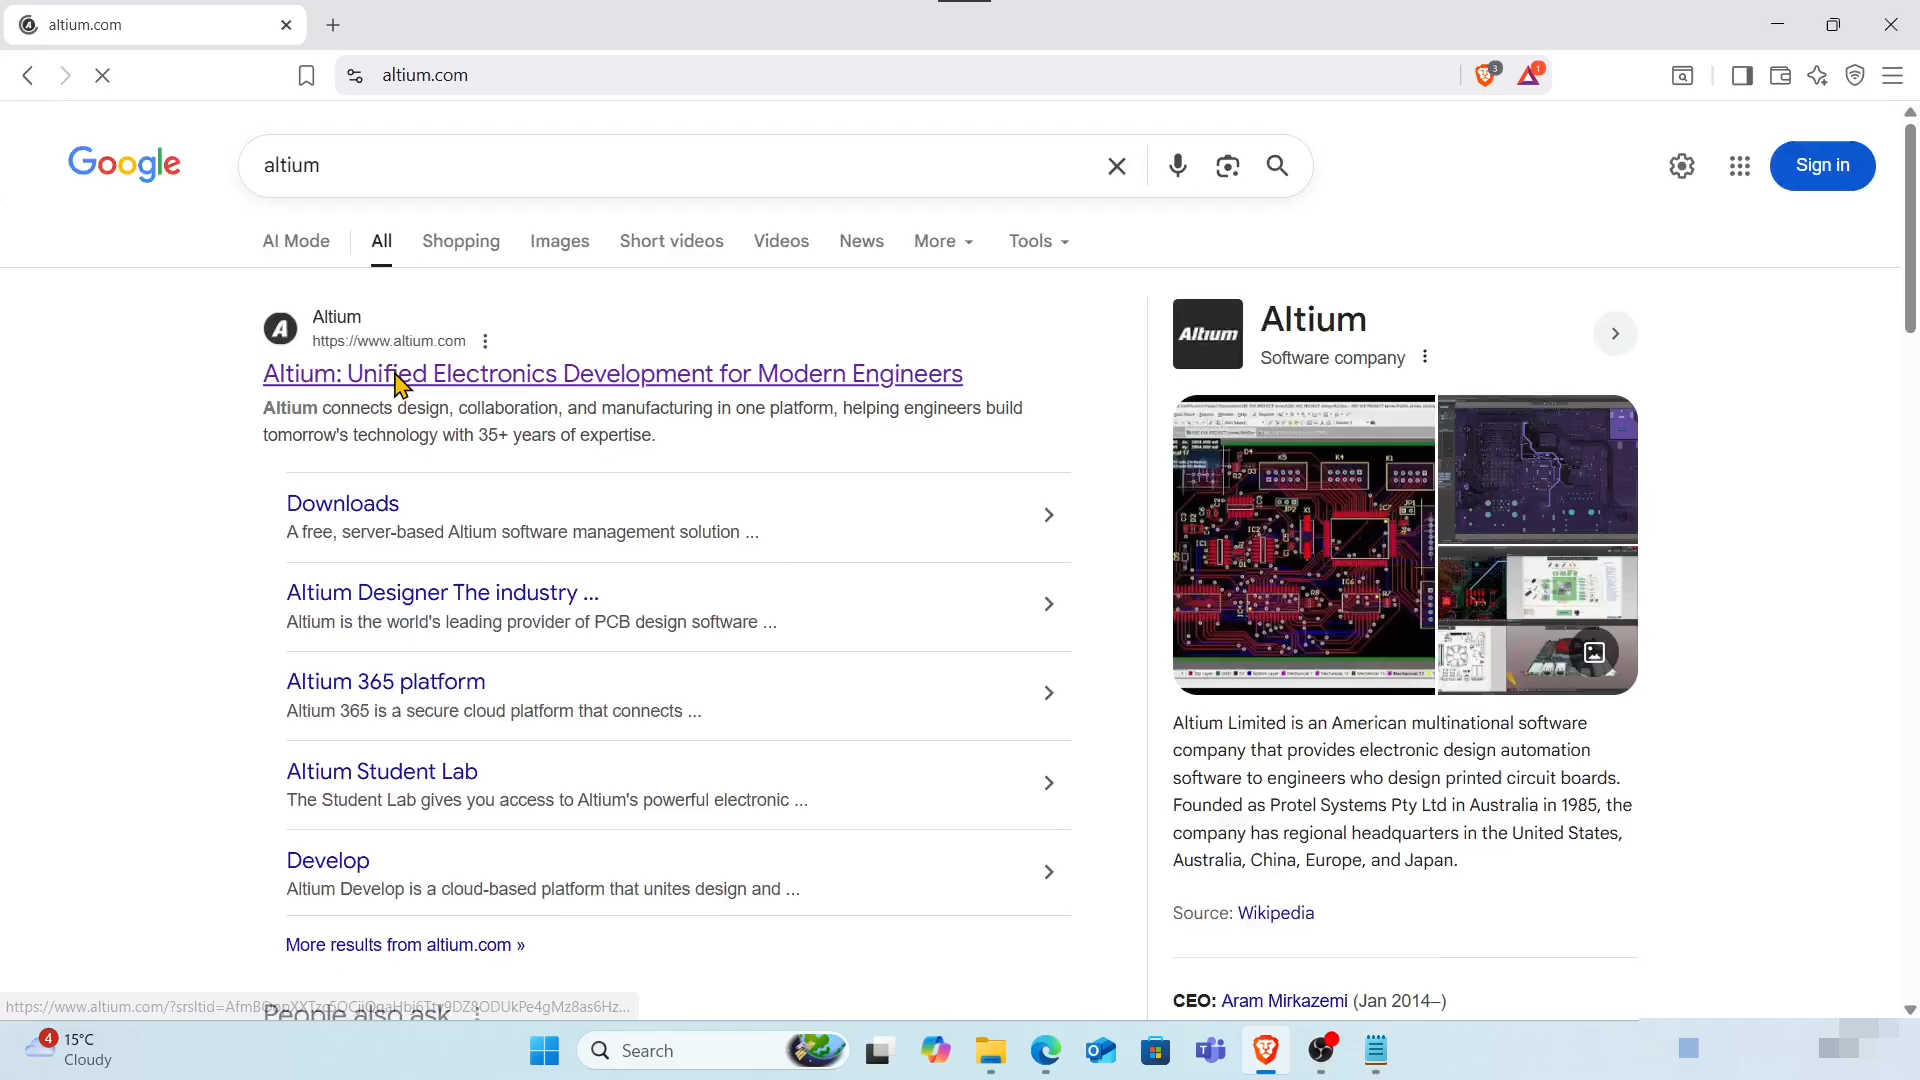 altium.com
altium.com
3
1
Google
altium
Sign in
AI Mode
All
Shopping
Images
Short videos
Videos
News
More
Tools
Altium
https://www.altium.com
Altium: Unified Electronics Development for Modern Engineers
Altium connects design, collaboration, and manufacturing in one platform, helping engineers build
tomorrow's technology with 35+ years of expertise.
Downloads
A free, server-based Altium software management solution ...
Altium Designer The industry ...
Altium is the world's leading provider of PCB design software ...
Altium 365 platform
Altium 365 is a secure cloud platform that connects ...
Altium Student Lab
The Student Lab gives you access to Altium's powerful electronic ...
Develop
Altium Develop is a cloud-based platform that unites design and ...
More results from altium.com »
People also ask
Altium
Altium
Software company
Altium Limited is an American multinational software
company that provides electronic design automation
software to engineers who design printed circuit boards.
Founded as Protel Systems Pty Ltd in Australia in 1985, the
company has regional headquarters in the United States,
Australia, China, Europe, and Japan.
Source: Wikipedia
CEO: Aram Mirkazemi (Jan 2014–)
4
15°C
Cloudy
Search